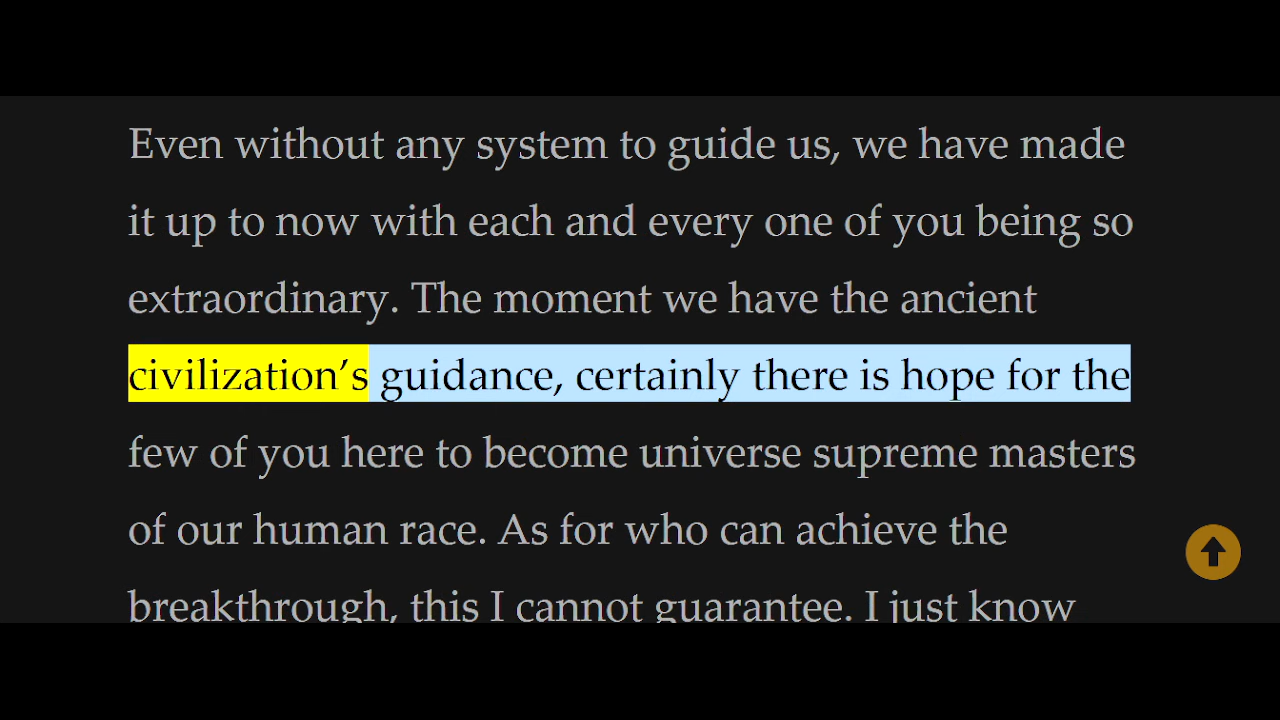 Even without any system to guide us, we have made
it up to now with each and every one of you being so
extraordinary. The moment we have the ancient
civilization’s guidance, certainly there is hope for the
few of you here to become universe supreme masters
of our human race. As for who can achieve the
breakthrough, this I cannot guarantee. I just know